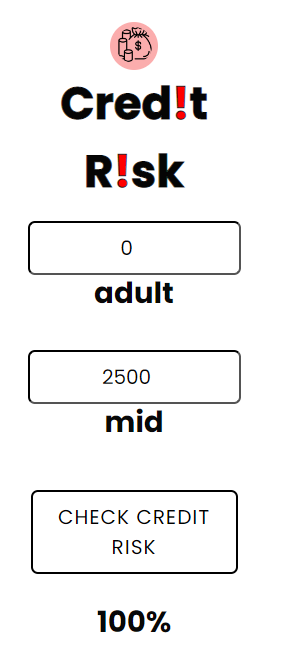 $
Cred!t
R!sk
0
adult
2500
mid
CHECK CREDIT
RISK
100%